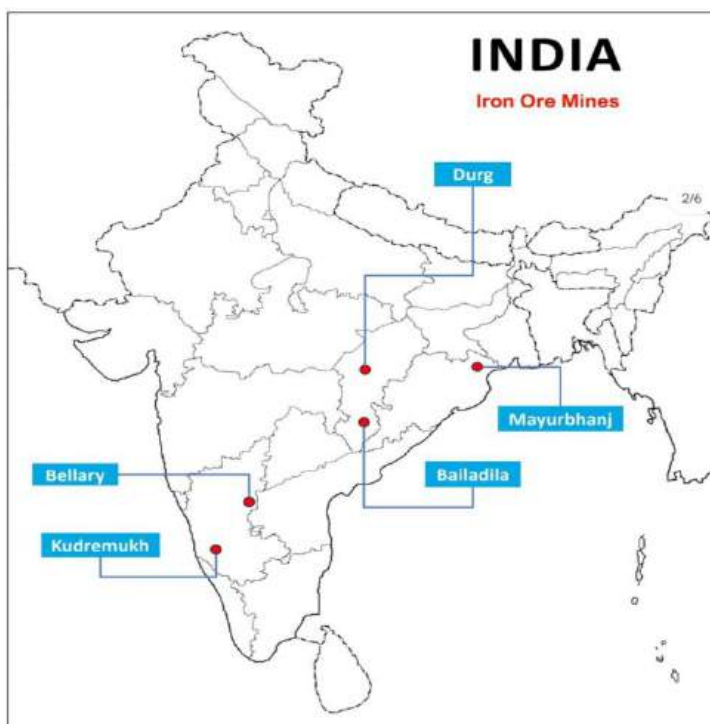 INDIA
Iron Ore Mines
Durg
2/6
Mayurbhanj
Bellary
Bailadila
Kudremukh